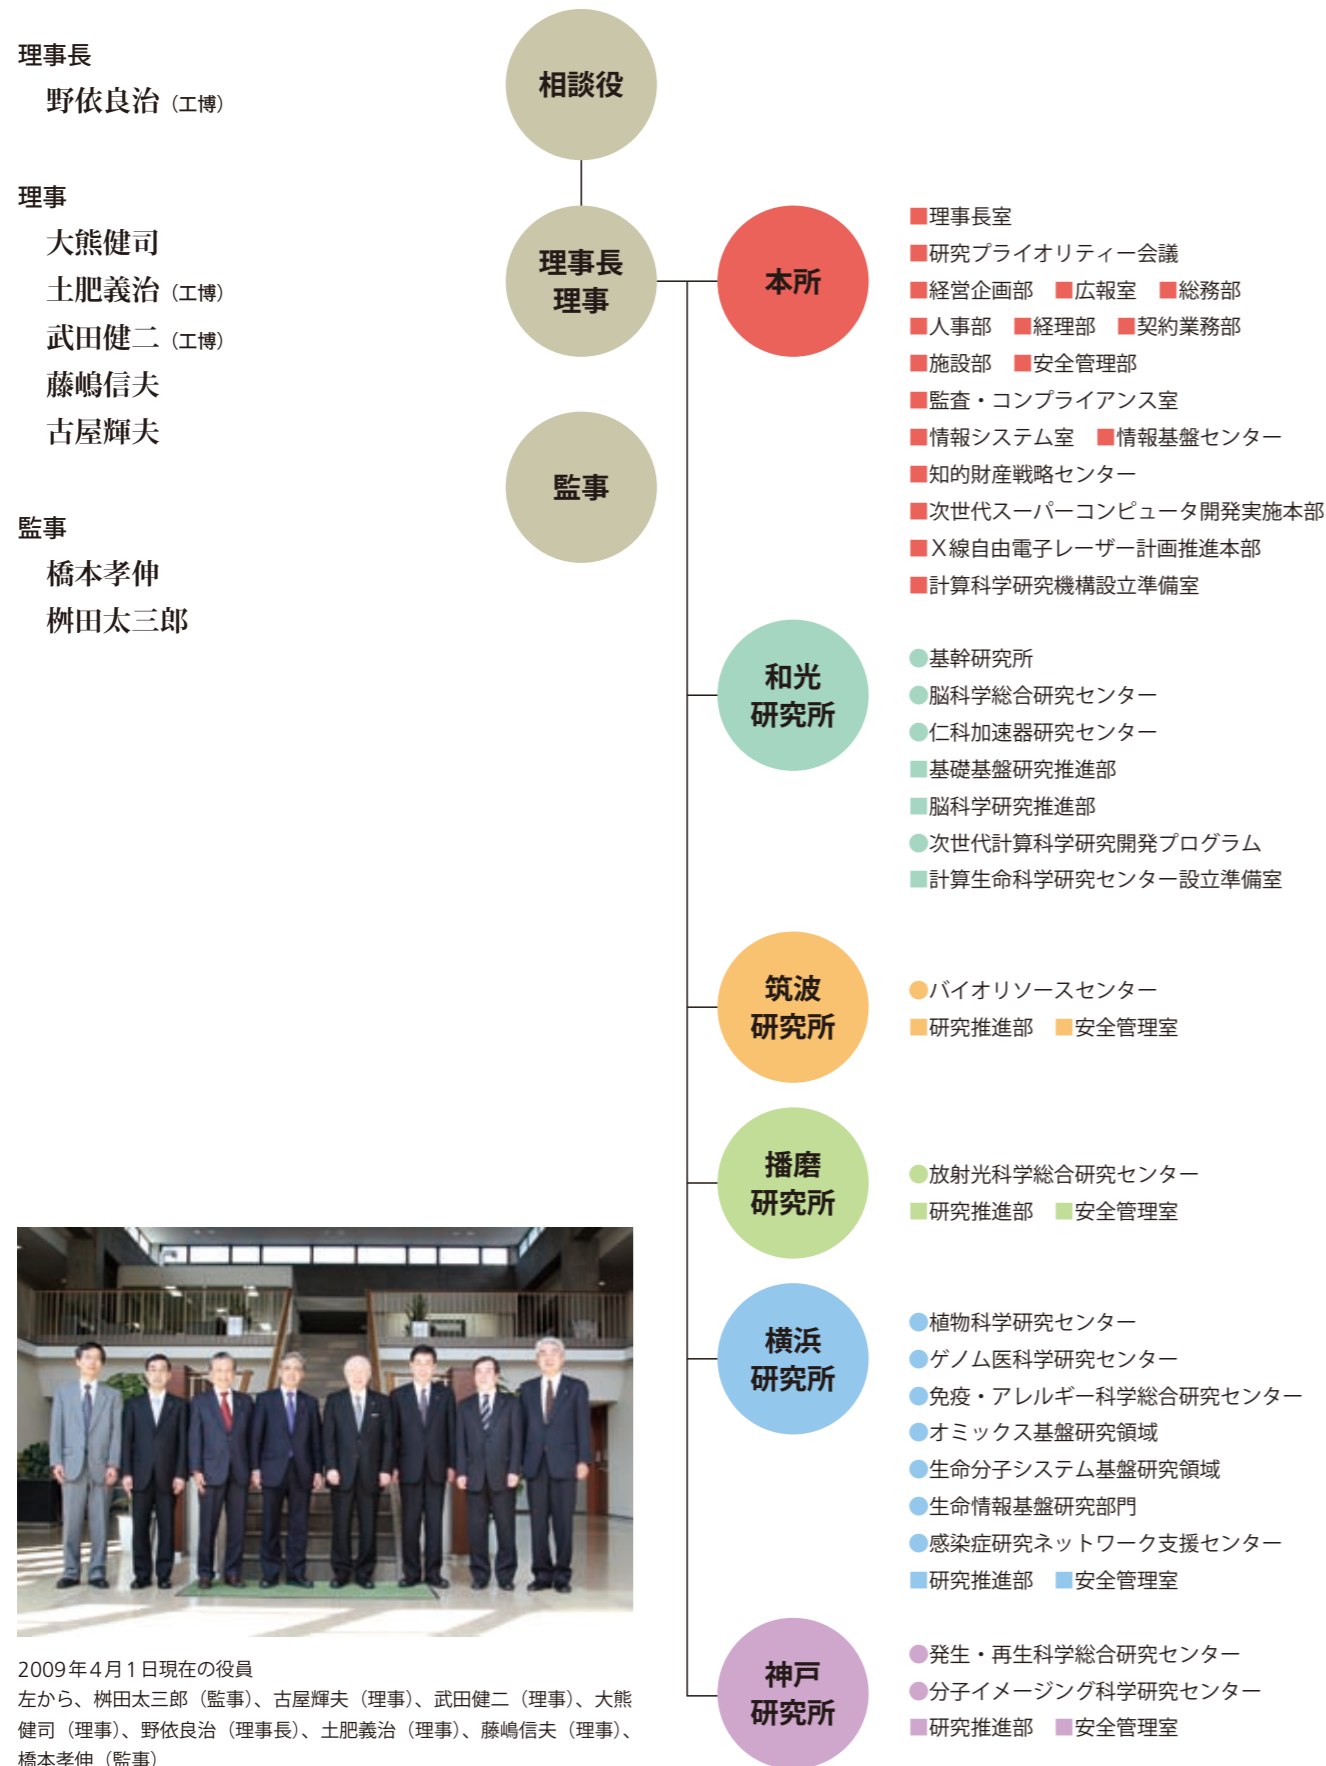 理事長
野依良治（工博）
理事
大熊健司
土肥義治（工博）
武田健二（工博）
藤嶋信夫
古屋輝夫
監事
橋本孝伸
桝田太三郎
相談役
理事長
理事
監事
本所
■理事長室
■研究プライオリティー会議
■経営企画部 ■広報室 ■総務部
■人事部 ■経理部 ■契約業務部
■施設部 ■安全管理部
■監査・コンプライアンス室
■情報システム室 ■情報基盤センター
■知的財産戦略センター
■次世代スーパーコンピュータ開発実施本部
■X線自由電子レーザー計画推進本部
■計算科学研究機構設立準備室
和光
研究所
●基幹研究所
●脳科学総合研究センター
●仁科加速器研究センター
■基礎基盤研究推進部
■脳科学研究推進部
●次世代計算科学研究開発プログラム
■計算生命科学研究センター設立準備室
筑波
研究所
●バイオリソースセンター
■研究推進部 ■安全管理室
播磨
研究所
●放射光科学総合研究センター
■研究推進部 ■安全管理室
横浜
研究所
●植物科学研究センター
●ゲノム医科学研究センター
●免疫・アレルギー科学総合研究センター
●オミックス基盤研究領域
●生命分子システム基盤研究領域
●生命情報基盤研究部門
●感染症研究ネットワーク支援センター
■研究推進部 ■安全管理室
神戸
研究所
●発生・再生科学総合研究センター
●分子イメージング科学研究センター
■研究推進部 ■安全管理室
2009年4月1日現在の役員
左から、桝田太三郎（監事）、古屋輝夫（理事）、武田健二（理事）、大熊
健司（理事）、野依良治（理事長）、土肥義治（理事）、藤嶋信夫（理事）、
橋本孝伸（監事）